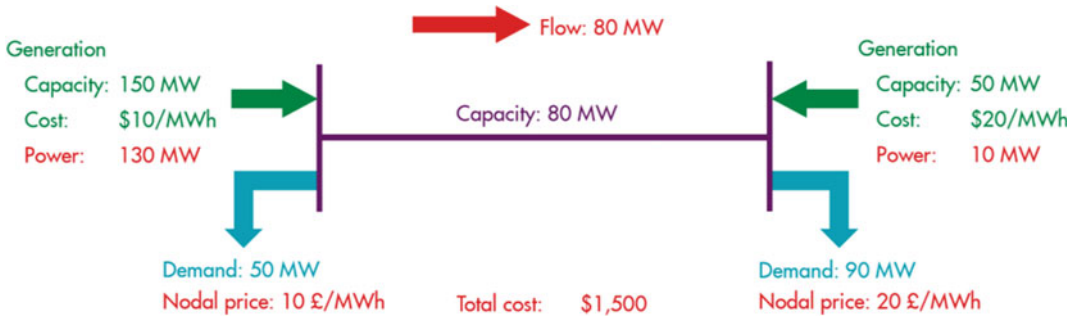 Flow: 80 MW
Generation
Capacity: 150 MW
Cost: $10/MWh
Power: 130 MW
Capacity: 80 MW
Generation
Capacity: 50 MW
Cost: $20/MWh
Power: 10 MW
Demand: 50 MW
Nodal price: 10 £/MWh
Total cost: $1,500
Demand: 90 MW
Nodal price: 20 £/MWh